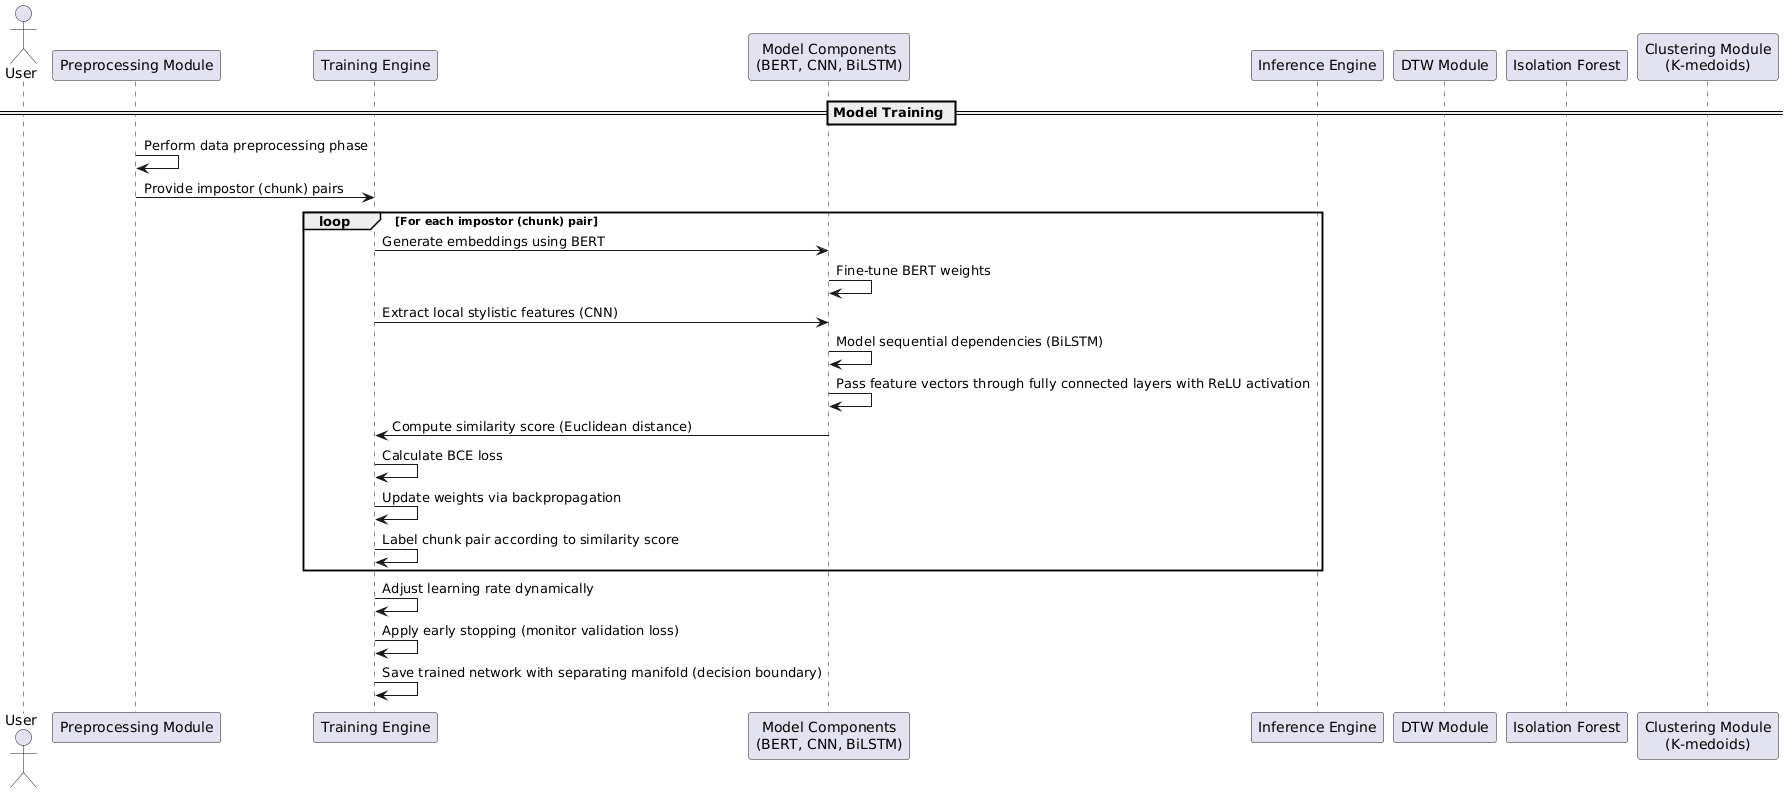 User
Preprocessing Module
Training Engine
Model Components
(BERT, CNN, BiLSTM)
Inference Engine
DTW Module
Isolation Forest
Clustering Module
(K-medoids)
Model Training
Perform data preprocessing phase
Provide impostor (chunk) pairs
loop [For each impostor (chunk) pair]
Generate embeddings using BERT
Fine-tune BERT weights
Extract local stylistic features (CNN)
Model sequential dependencies (BiLSTM)
Pass feature vectors through fully connected layers with ReLU activation
Compute similarity score (Euclidean distance)
Calculate BCE loss
Update weights via backpropagation
Label chunk pair according to similarity score
Adjust learning rate dynamically
Apply early stopping (monitor validation loss)
Save trained network with separating manifold (decision boundary)
User
Preprocessing Module
Training Engine
Model Components
(BERT, CNN, BiLSTM)
Inference Engine
DTW Module
Isolation Forest
Clustering Module
(K-medoids)